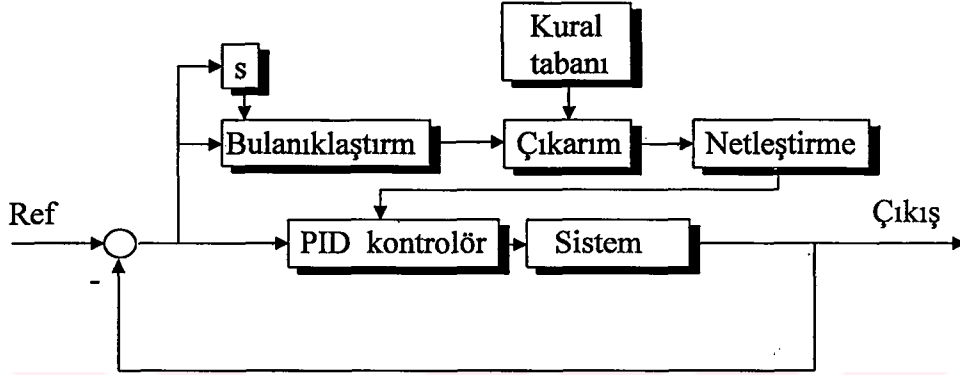 Kural
tabanı
s
Bulanıklaştırm
Çıkarım
Netleştirme
Ref
PID kontrolör
Sistem
Çıkış
-